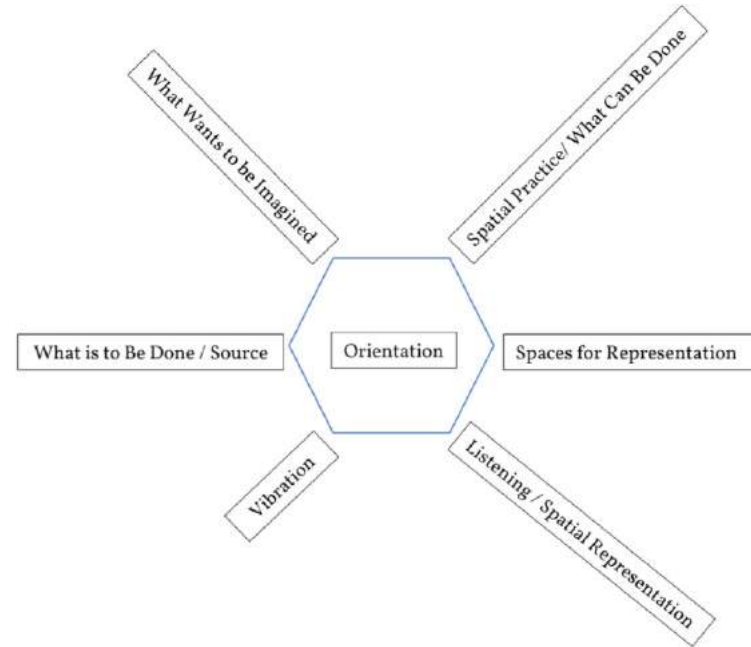 What Wants to be Imagined
Spatial Practice/ What Can Be Done
What is to Be Done / Source
Orientation
Spaces for Representation
Vibration
Listening / Spatial Representation